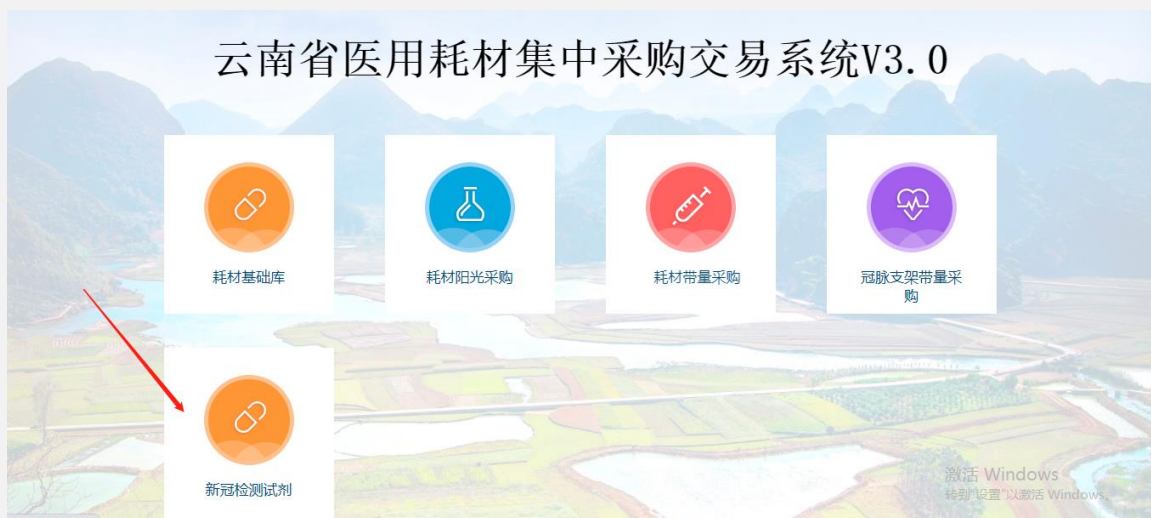 云南省医用耗材集中采购交易系统V3.0
耗材基础库
耗材阳光采购
耗材带量采购
冠脉支架带量采
购
新冠检测试剂
激活 Windows
转到"设置"以激活 Windows。